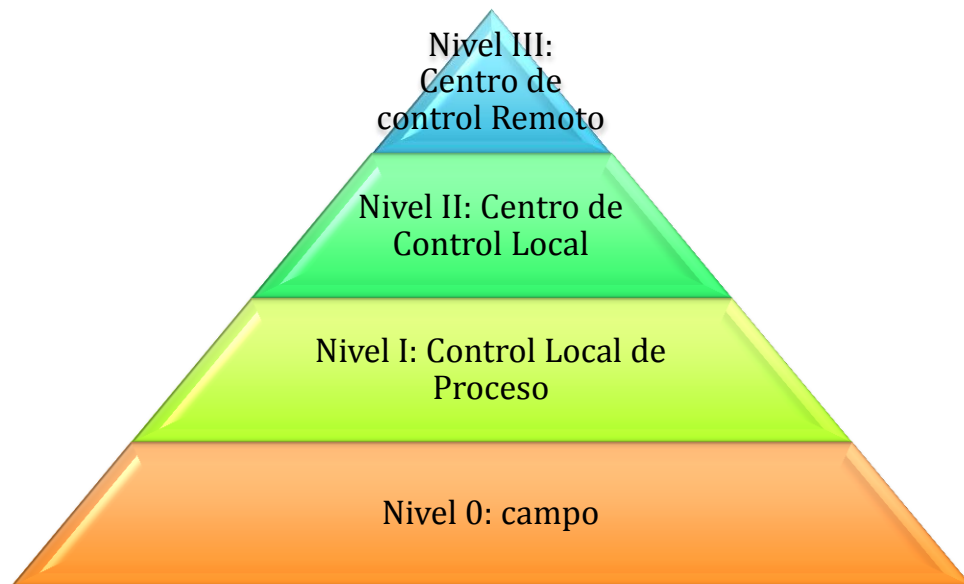 Nivel III:
Centro de
control Remoto
Nivel II: Centro de
Control Local
Nivel I: Control Local de
Proceso
Nivel 0: campo